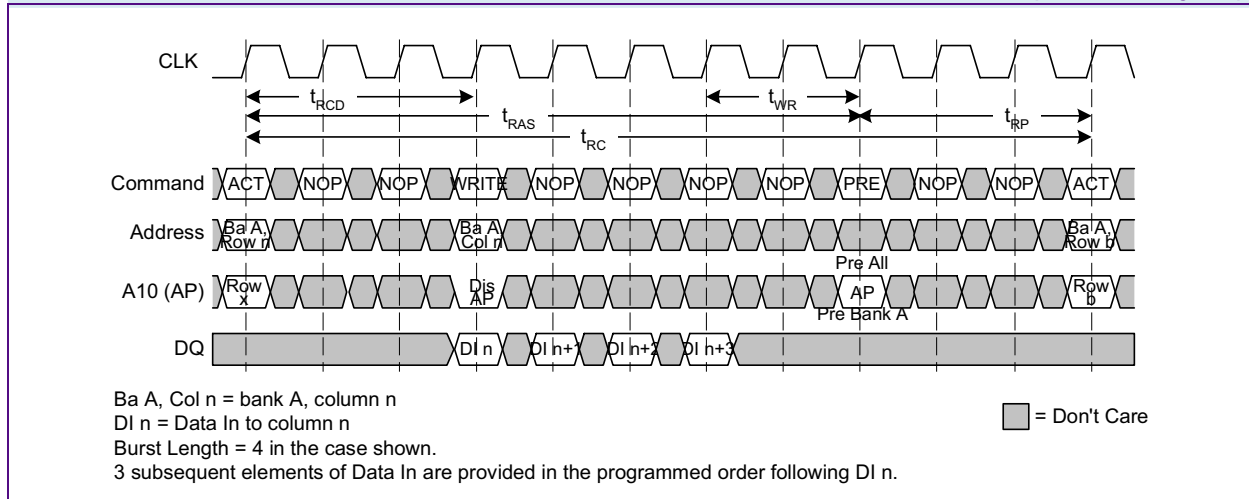 CLK
tRCD
tWR
tRAS
tRP
tRC
Command ACT NOP NOP WRITE NOP NOP NOP NOP PRE NOP NOP ACT
Address Ba A, Row n Ba A, Col n Ba A, Row b
Pre All
A10 (AP) Row x Dis AP AP Row b
Pre Bank A
DQ DI n DI n+1 DI n+2 DI n+3
Ba A, Col n = bank A, column n
DI n = Data In to column n
Burst Length = 4 in the case shown.
3 subsequent elements of Data In are provided in the programmed order following DI n.
= Don't Care